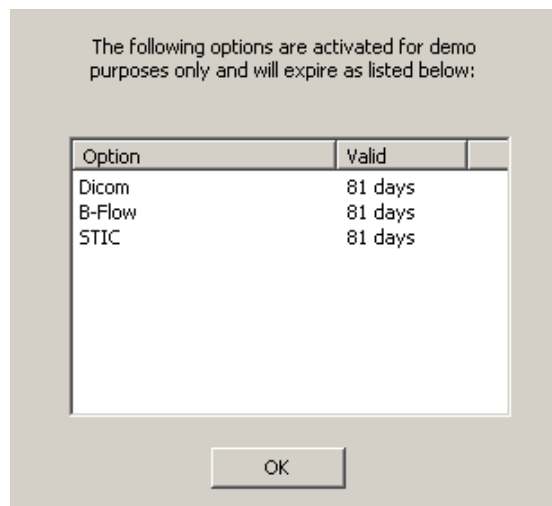 The following options are activated for demo
purposes only and will expire as listed below:
Option Valid
Dicom 81 days
B-Flow 81 days
STIC 81 days
OK